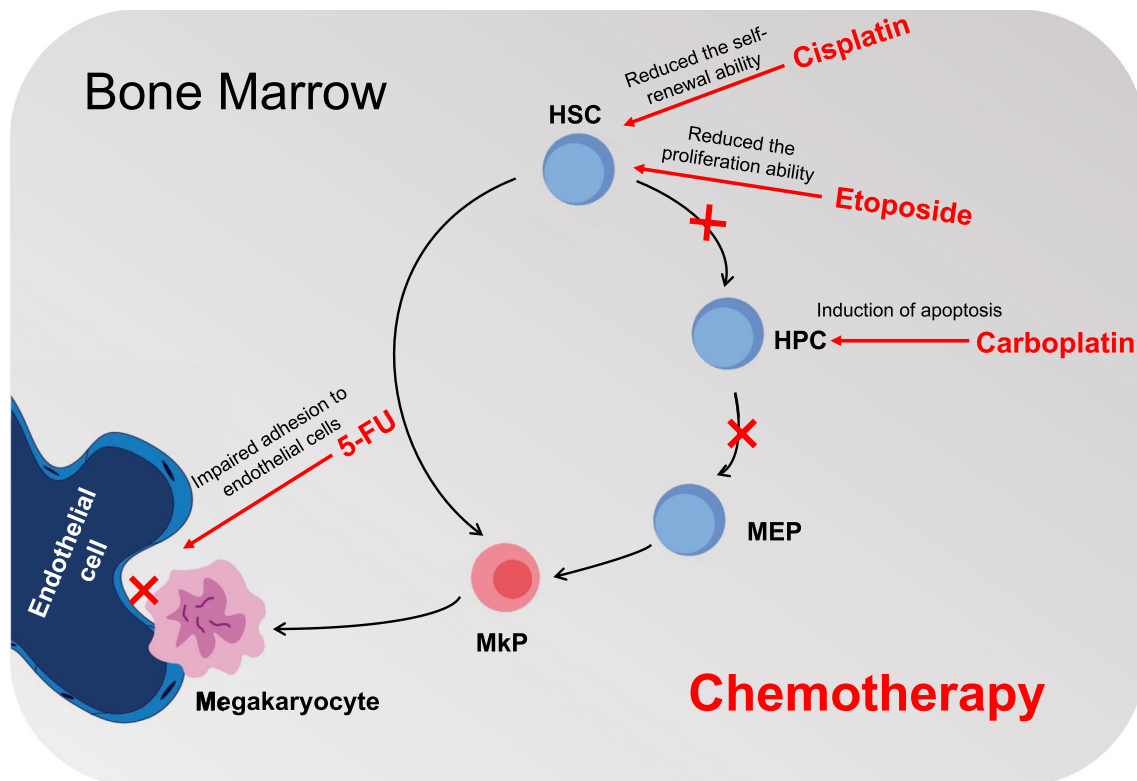 Bone Marrow
Reduced the self-
renewal ability
Cisplatin
HSC
Reduced the
proliferation ability
Etoposide
Induction of apoptosis
HPC
Carboplatin
Impaired adhesion to
endothelial cells
5-FU
Endothelial
cell
MEP
MkP
Megakaryocyte
Chemotherapy